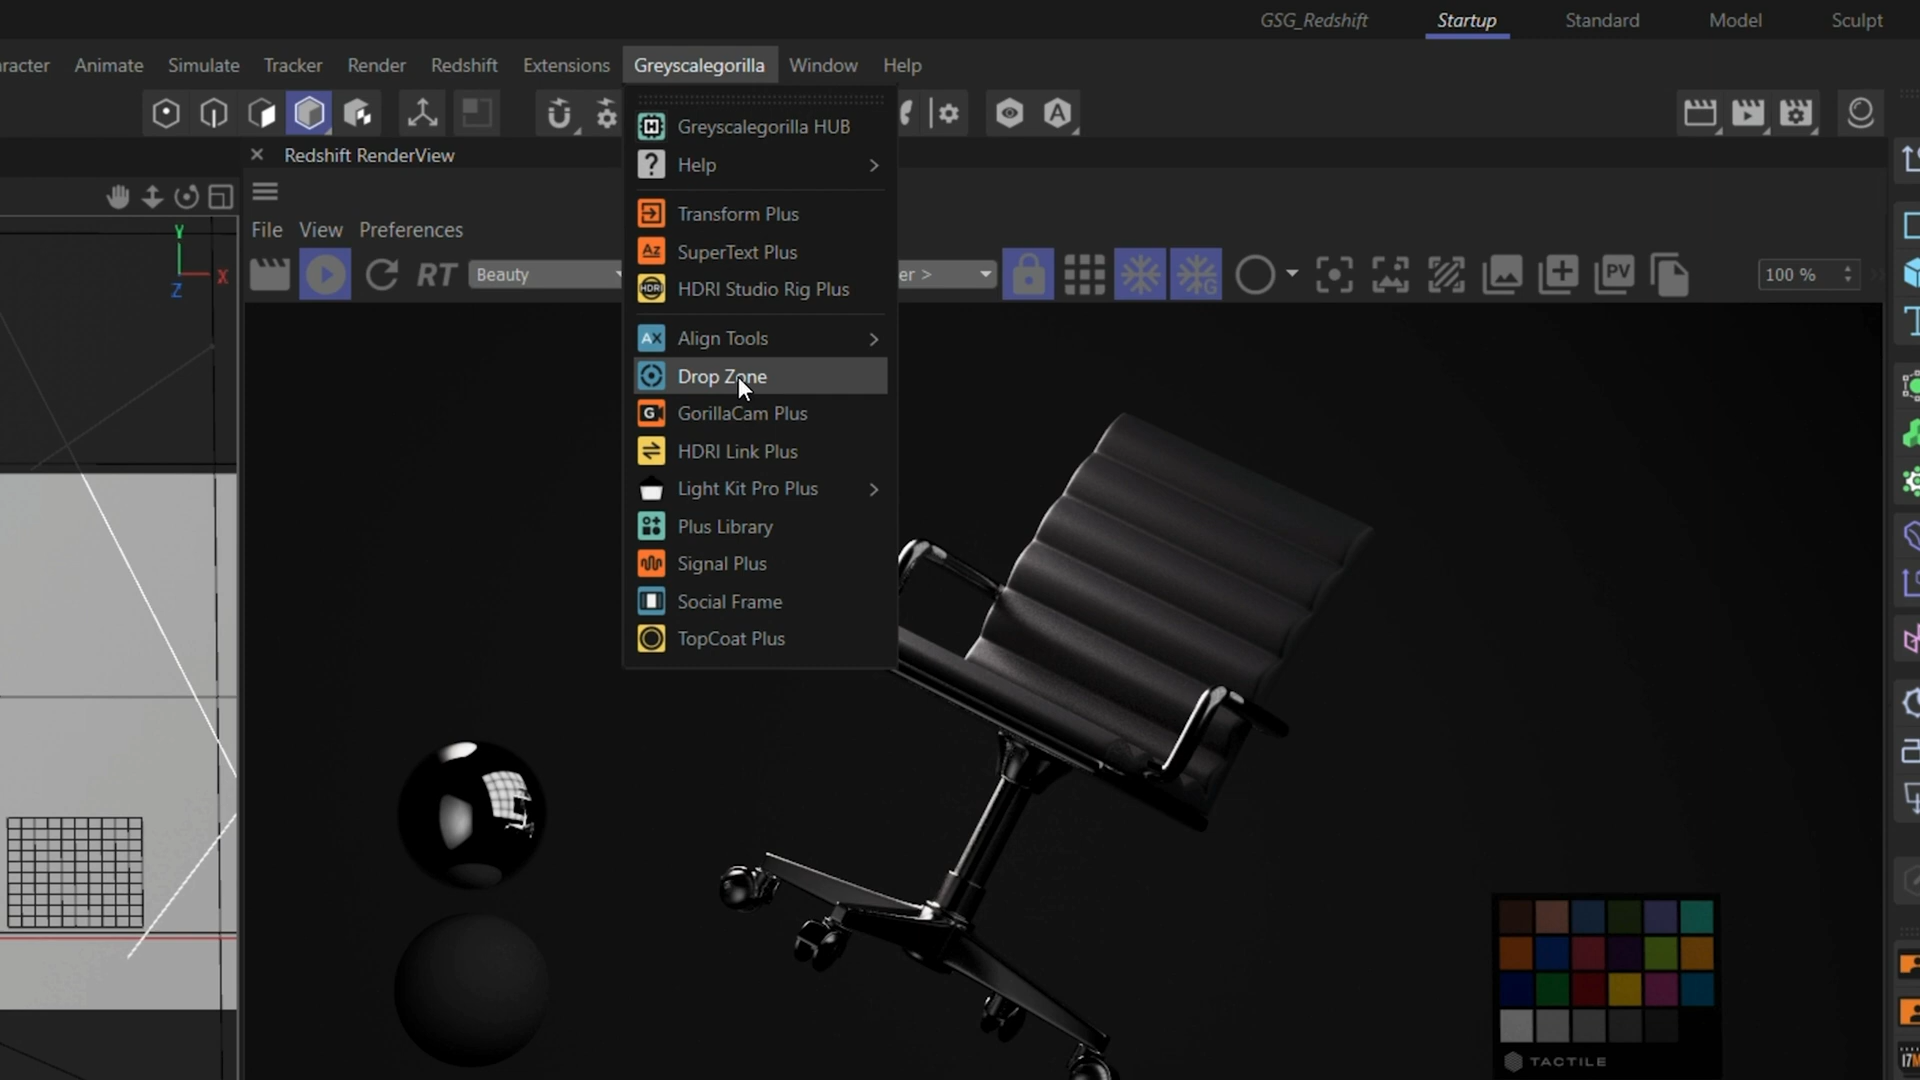 GSG_Redshift Startup Standard Model Sculpt
racter Animate Simulate Tracker Render Redshift Extensions Greyscalegorilla Window Help
Greyscalegorilla HUB
Redshift RenderView
Help
File View Preferences
Transform Plus
SuperText Plus
RT Beauty
er >
PV
100 %
HDRI Studio Rig Plus
Align Tools
Drop Zone
GorillaCam Plus
HDRI Link Plus
Light Kit Pro Plus
Plus Library
Signal Plus
Social Frame
TopCoat Plus
Y
X
Z
TACTILE